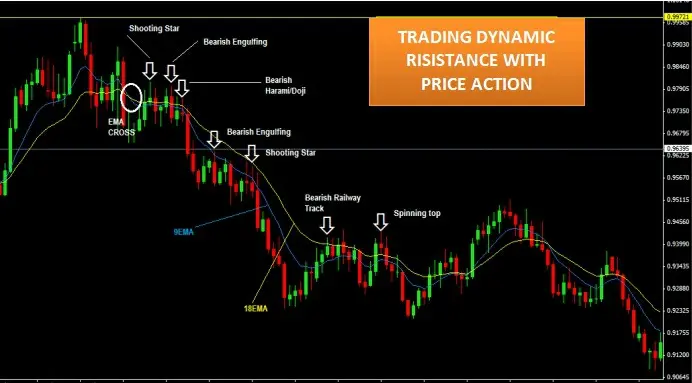 TRADING DYNAMIC
RISISTANCE WITH
PRICE ACTION
Shooting Star
Bearish Engulfing
Bearish
Harami/Doji
EMA
CROSS
Bearish Engulfing
Shooting Star
Bearish Railway
Track
Spinning top
9EMA
18EMA
0.99721
0.99030
0.98460
0.97905
0.97350
0.96780
0.96395
0.96225
0.95670
0.95115
0.94560
0.93990
0.93435
0.92880
0.92325
0.91755
0.91200
0.90645